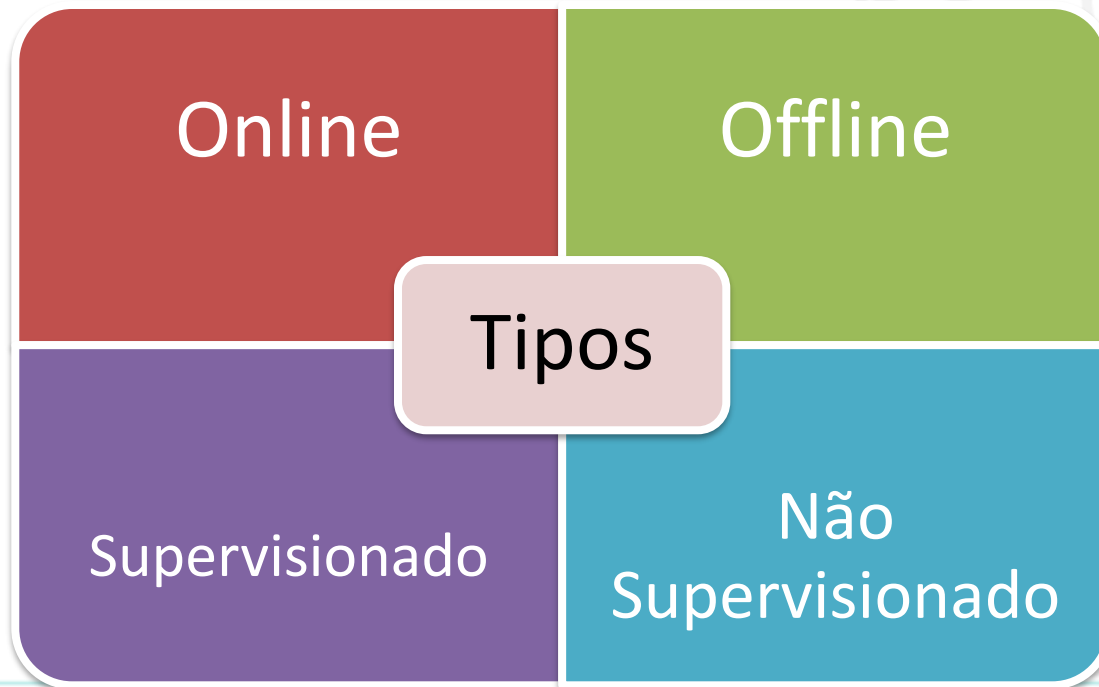 Online
Offline
Tipos
Supervisionado
Não
Supervisionado